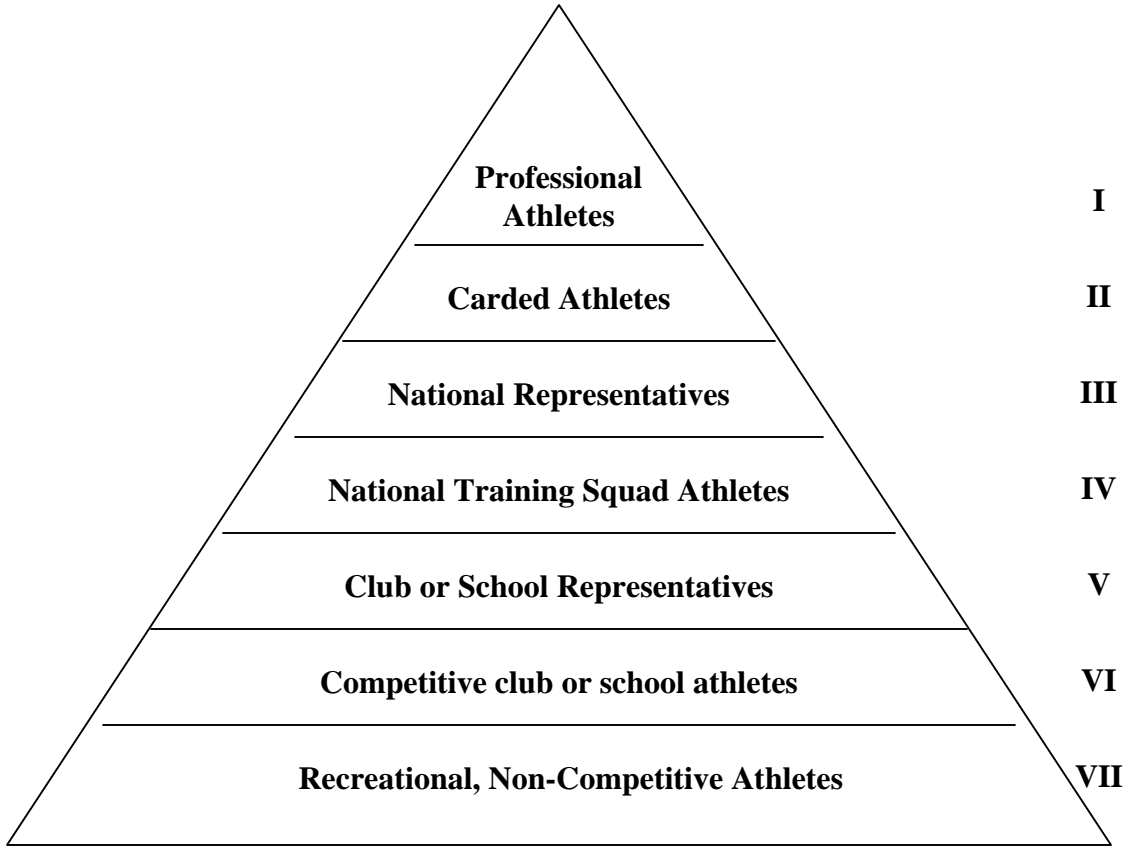 Professional
Athletes
I
Carded Athletes
II
National Representatives
III
National Training Squad Athletes
IV
Club or School Representatives
V
Competitive club or school athletes
VI
Recreational, Non-Competitive Athletes
VII